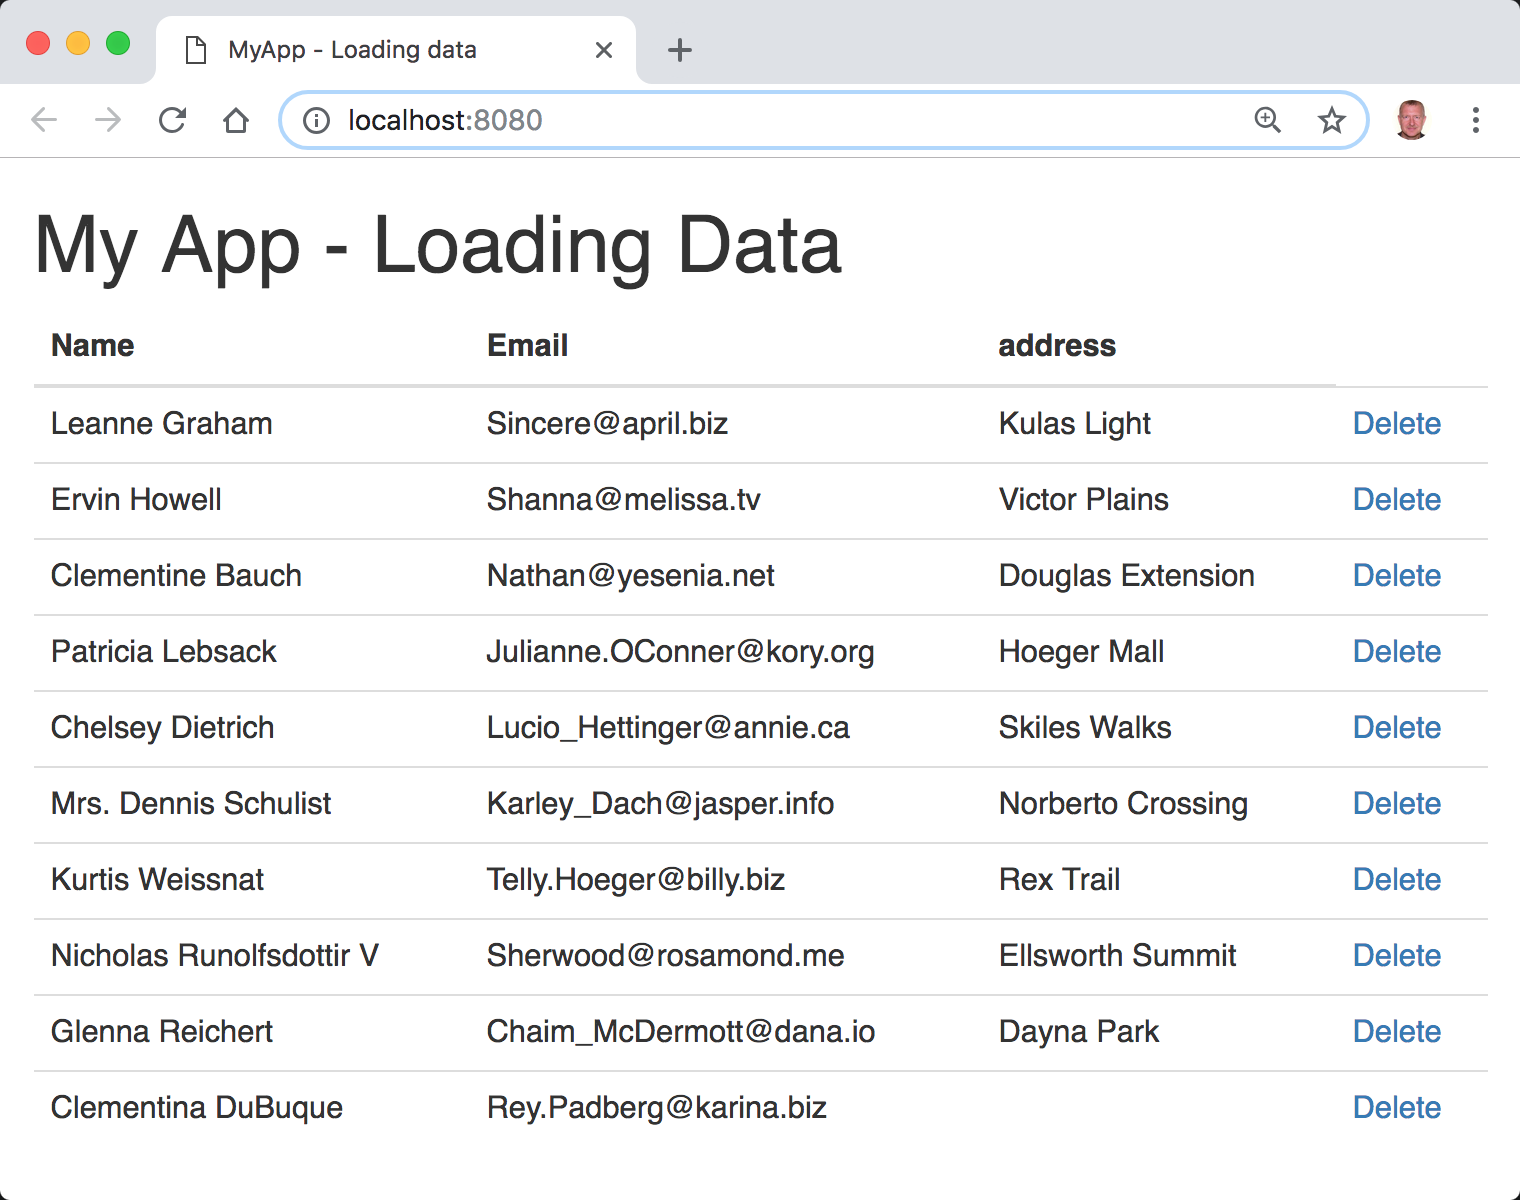 MyApp - Loading data
localhost:8080
My App - Loading Data
Name Email address
Leanne Graham Sincere@april.biz Kulas Light Delete
Ervin Howell Shanna@melissa.tv Victor Plains Delete
Clementine Bauch Nathan@yesenia.net Douglas Extension Delete
Patricia Lebsack Julianne.OConner@kory.org Hoeger Mall Delete
Chelsey Dietrich Lucio_Hettinger@annie.ca Skiles Walks Delete
Mrs. Dennis Schulist Karley_Dach@jasper.info Norberto Crossing Delete
Kurtis Weissnat Telly.Hoeger@billy.biz Rex Trail Delete
Nicholas Runolfsdottir V Sherwood@rosamond.me Ellsworth Summit Delete
Glenna Reichert Chaim_McDermott@dana.io Dayna Park Delete
Clementina DuBuque Rey.Padberg@karina.biz Delete